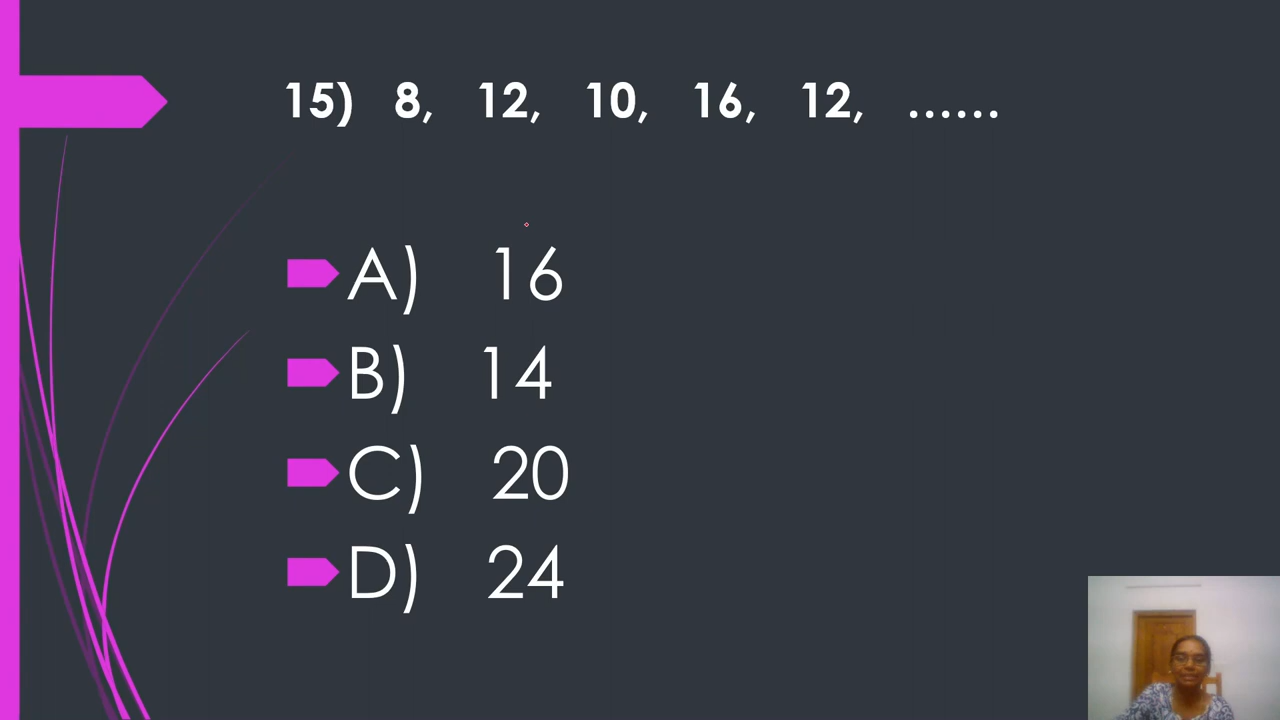 15) 8, 12, 10, 16, 12, ......
A) 16
B) 14
C) 20
D) 24